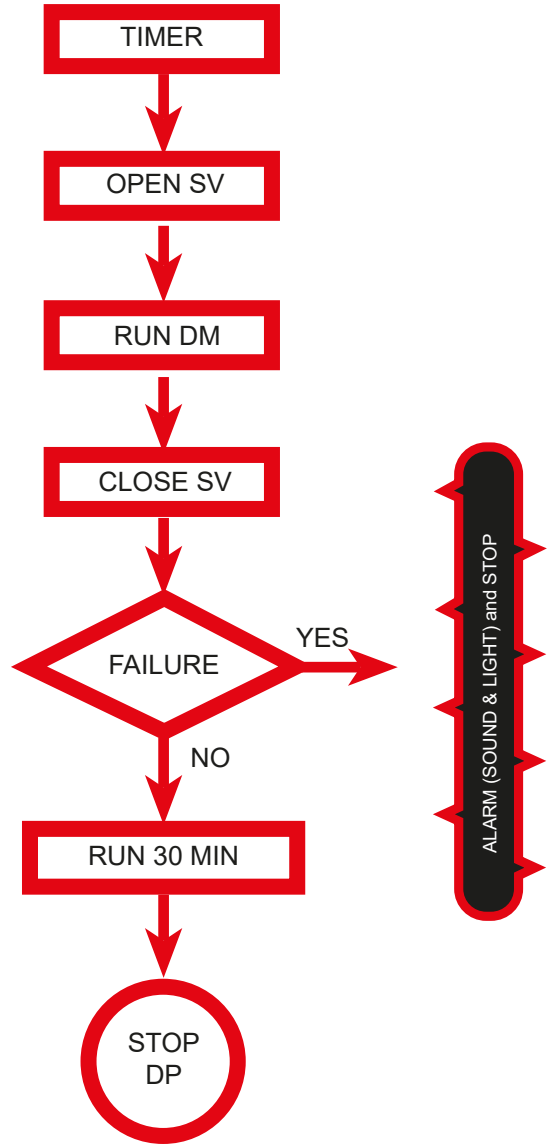 TIMER
OPEN SV
RUN DM
CLOSE SV
FAILURE
YES
NO
RUN 30 MIN
STOP
DP
ALARM (SOUND & LIGHT) and STOP